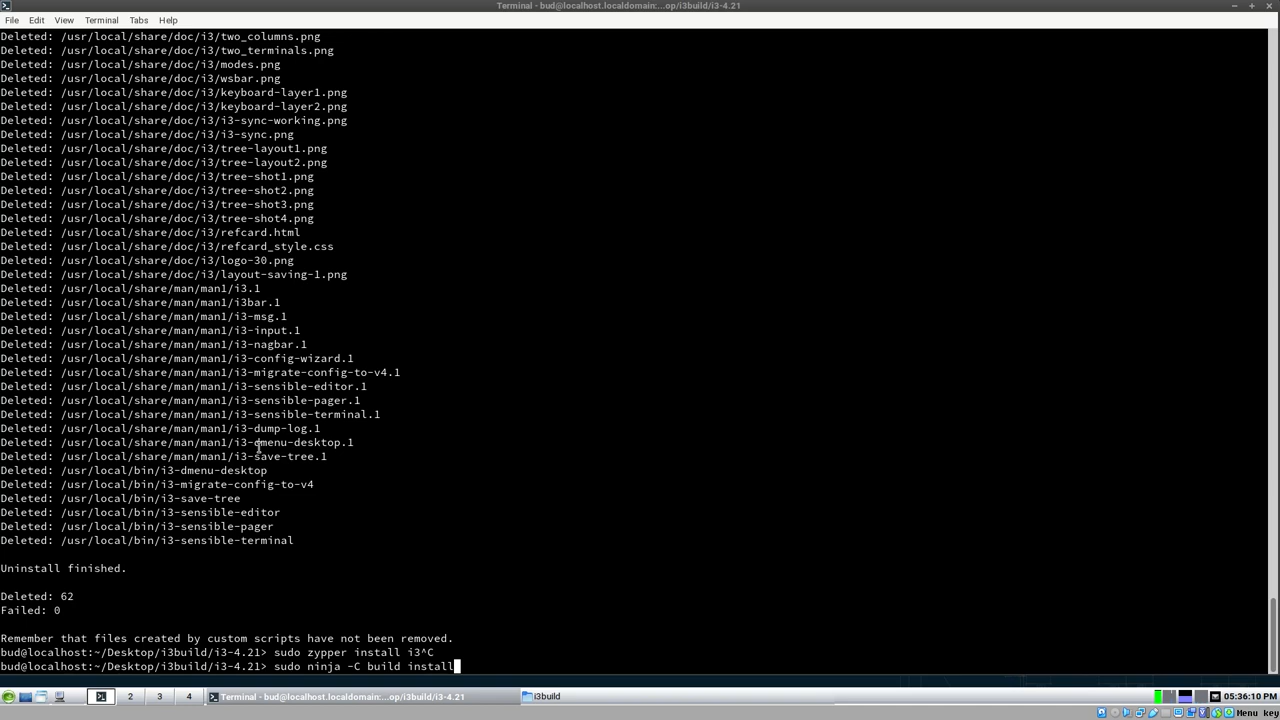 Terminal - bud@localhost.localdomain:...op/i3build/i3-4.21
File Edit View Terminal Tabs Help
Deleted: /usr/local/share/doc/i3/two_columns.png
Deleted: /usr/local/share/doc/i3/two_terminals.png
Deleted: /usr/local/share/doc/i3/modes.png
Deleted: /usr/local/share/doc/i3/wsbar.png
Deleted: /usr/local/share/doc/i3/keyboard-layer1.png
Deleted: /usr/local/share/doc/i3/keyboard-layer2.png
Deleted: /usr/local/share/doc/i3/i3-sync-working.png
Deleted: /usr/local/share/doc/i3/i3-sync.png
Deleted: /usr/local/share/doc/i3/tree-layout1.png
Deleted: /usr/local/share/doc/i3/tree-layout2.png
Deleted: /usr/local/share/doc/i3/tree-shot1.png
Deleted: /usr/local/share/doc/i3/tree-shot2.png
Deleted: /usr/local/share/doc/i3/tree-shot3.png
Deleted: /usr/local/share/doc/i3/tree-shot4.png
Deleted: /usr/local/share/doc/i3/refcard.html
Deleted: /usr/local/share/doc/i3/refcard_style.css
Deleted: /usr/local/share/doc/i3/logo-30.png
Deleted: /usr/local/share/doc/i3/layout-saving-1.png
Deleted: /usr/local/share/man/man1/i3.1
Deleted: /usr/local/share/man/man1/i3bar.1
Deleted: /usr/local/share/man/man1/i3-msg.1
Deleted: /usr/local/share/man/man1/i3-input.1
Deleted: /usr/local/share/man/man1/i3-nagbar.1
Deleted: /usr/local/share/man/man1/i3-config-wizard.1
Deleted: /usr/local/share/man/man1/i3-migrate-config-to-v4.1
Deleted: /usr/local/share/man/man1/i3-sensible-editor.1
Deleted: /usr/local/share/man/man1/i3-sensible-pager.1
Deleted: /usr/local/share/man/man1/i3-sensible-terminal.1
Deleted: /usr/local/share/man/man1/i3-dump-log.1
Deleted: /usr/local/share/man/man1/i3-dmenu-desktop.1
Deleted: /usr/local/share/man/man1/i3-save-tree.1
Deleted: /usr/local/bin/i3-dmenu-desktop
Deleted: /usr/local/bin/i3-migrate-config-to-v4
Deleted: /usr/local/bin/i3-save-tree
Deleted: /usr/local/bin/i3-sensible-editor
Deleted: /usr/local/bin/i3-sensible-pager
Deleted: /usr/local/bin/i3-sensible-terminal
Uninstall finished.
Deleted: 62
Failed: 0
Remember that files created by custom scripts have not been removed.
bud@localhost:~/Desktop/i3build/i3-4.21> sudo zypper install i3^C
bud@localhost:~/Desktop/i3build/i3-4.21> sudo ninja -C build install
2 3 4 Terminal - bud@localhost.localdomain:...op/i3build/i3-4.21 i3build 05:36:10 PM
Menu key